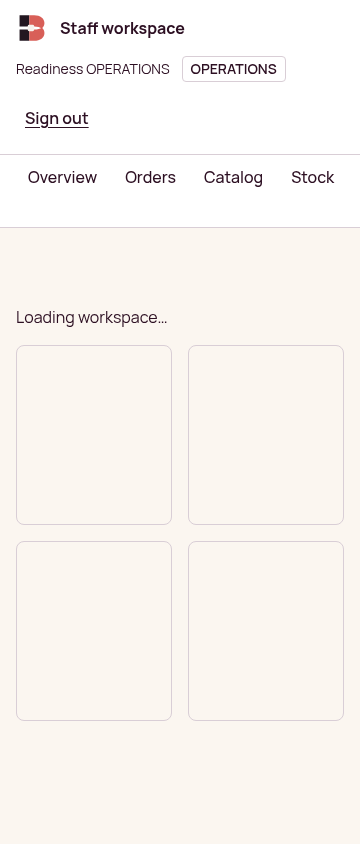 Staff workspace
Readiness OPERATIONS OPERATIONS
Sign out
Overview Orders Catalog Stock
Loading workspace…